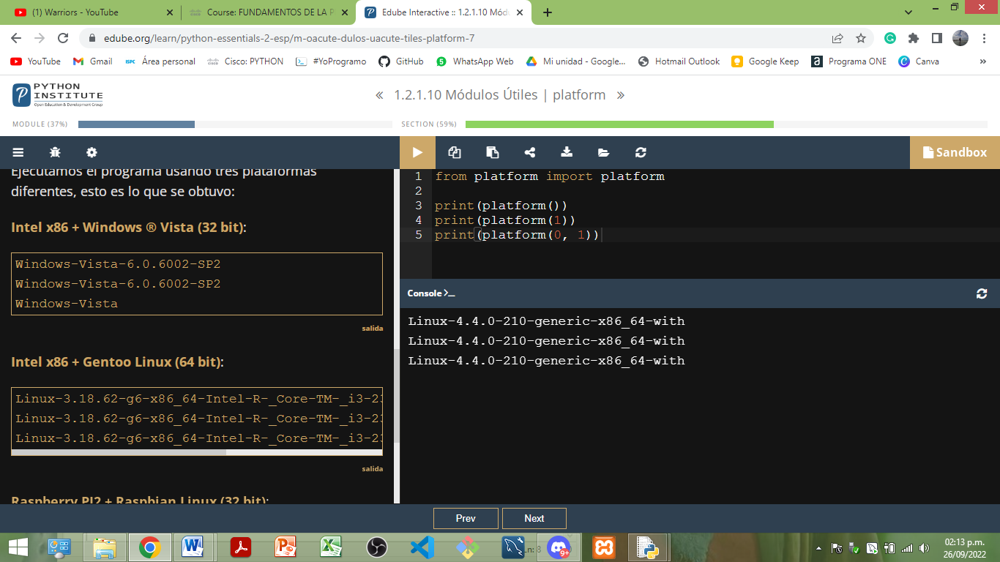 (1) Warriors - YouTube
Course: FUNDAMENTOS DE LA P
Edube Interactive :: 1.2.1.10 Módu
edube.org/learn/python-essentials-2-esp/m-oacute-dulos-uacute-tiles-platform-7
YouTube
Gmail
ISPC Área personal
Cisco: PYTHON
#YoProgramo
GitHub
WhatsApp Web
Mi unidad - Google...
Hotmail Outlook
Google Keep
Programa ONE
Canva
»
PYTHON
INSTITUTE
Open Education & Development Group
« 1.2.1.10 Módulos Útiles | platform »
MODULE (37%)
SECTION (59%)
Sandbox
Ejecutamos el programa usando tres plataformas
diferentes, esto es lo que se obtuvo:
Intel x86 + Windows ® Vista (32 bit):
Windows-Vista-6.0.6002-SP2
Windows-Vista-6.0.6002-SP2
Windows-Vista
salida
Intel x86 + Gentoo Linux (64 bit):
Linux-3.18.62-g6-x86_64-Intel-R-_Core-TM-_i3-23
Linux-3.18.62-g6-x86_64-Intel-R-_Core-TM-_i3-23
Linux-3.18.62-g6-x86_64-Intel-R-_Core-TM-_i3-23
salida
Raspberry PI2 + Raspbian Linux (32 bit):
1 from platform import platform
2
3 print(platform())
4 print(platform(1))
5 print(platform(0, 1))
Console >_
Linux-4.4.0-210-generic-x86_64-with
Linux-4.4.0-210-generic-x86_64-with
Linux-4.4.0-210-generic-x86_64-with
Prev
Next
9+
02:13 p.m.
26/09/2022